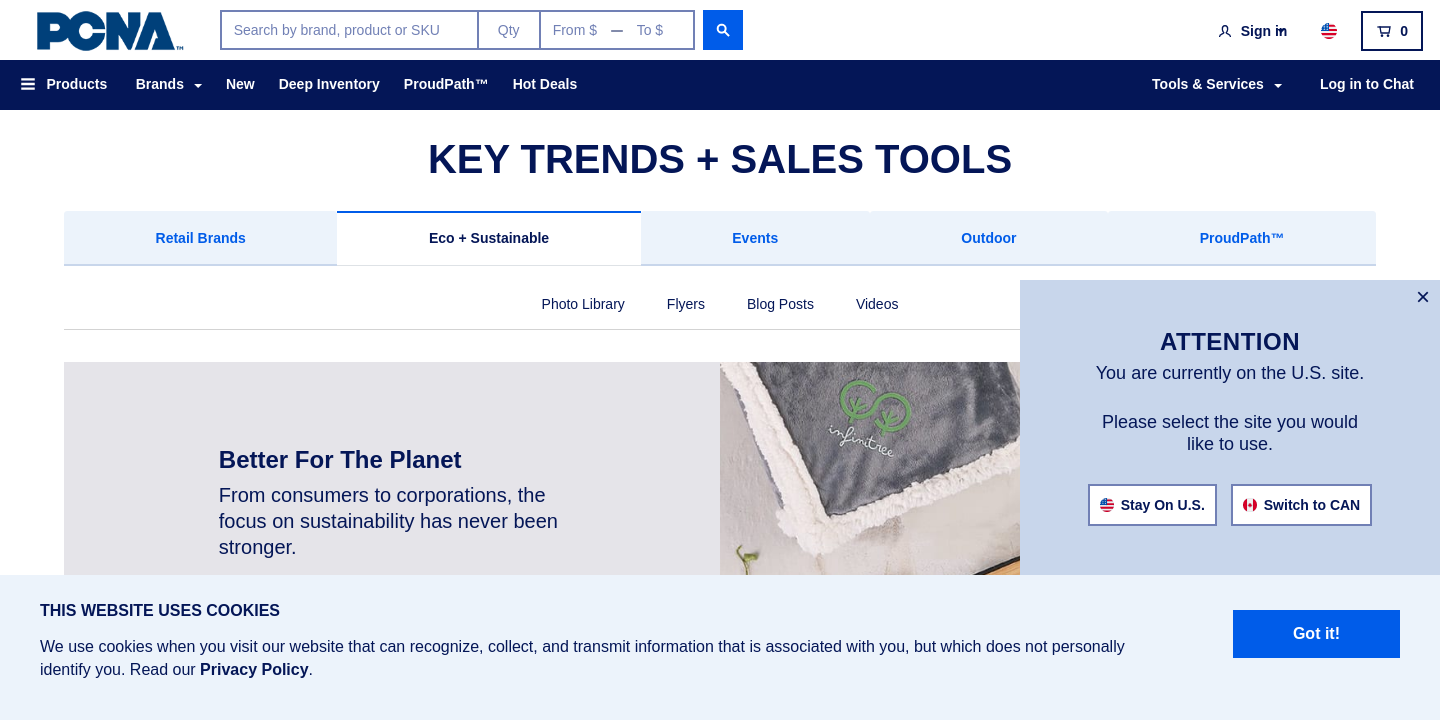 PCNA™
Search by brand, product or SKU
Qty
From $ — To $
Sign in
0
Products
Brands
New
Deep Inventory
ProudPath™
Hot Deals
Tools & Services
Log in to Chat
KEY TRENDS + SALES TOOLS
Retail Brands
Eco + Sustainable
Events
Outdoor
ProudPath™
Photo Library
Flyers
Blog Posts
Videos
Better For The Planet
From consumers to corporations, the
focus on sustainability has never been
stronger.
infinitree
×
ATTENTION
You are currently on the U.S. site.
Please select the site you would
like to use.
Stay On U.S.
Switch to CAN
THIS WEBSITE USES COOKIES
We use cookies when you visit our website that can recognize, collect, and transmit information that is associated with you, but which does not personally
identify you. Read our Privacy Policy.
Got it!